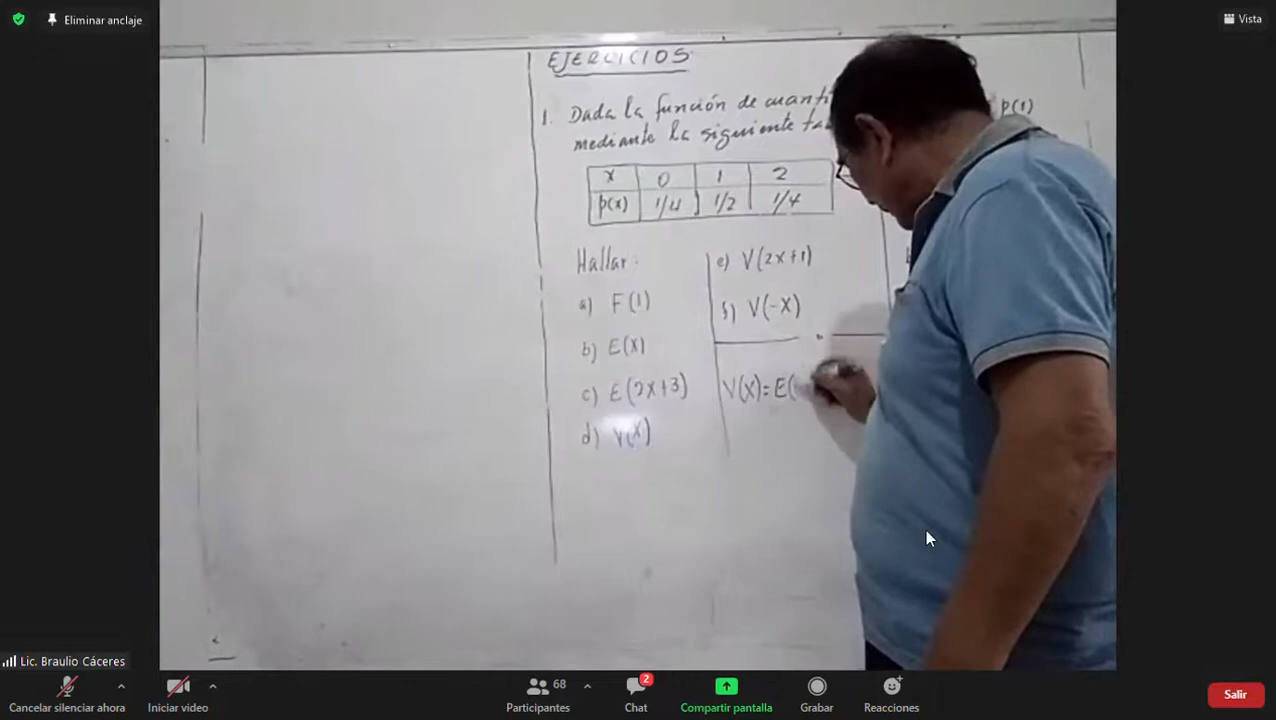 Eliminar anclaje
Vista
EJERCICIOS
1. Dada la función de cuantí
p(1)
mediante la siguiente
x 0 1 2
p(x) 1/4 1/2 1/4
Hallar:
a) F(1)
b) E(X)
c) E(2X+3)
d) V(X)
e) V(2X+1)
f) V(-X)
V(X)=E(
Lic. Braulio Cáceres
Cancelar silenciar ahora
Iniciar video
68
Participantes
2
Chat
Compartir pantalla
Grabar
Reacciones
Salir